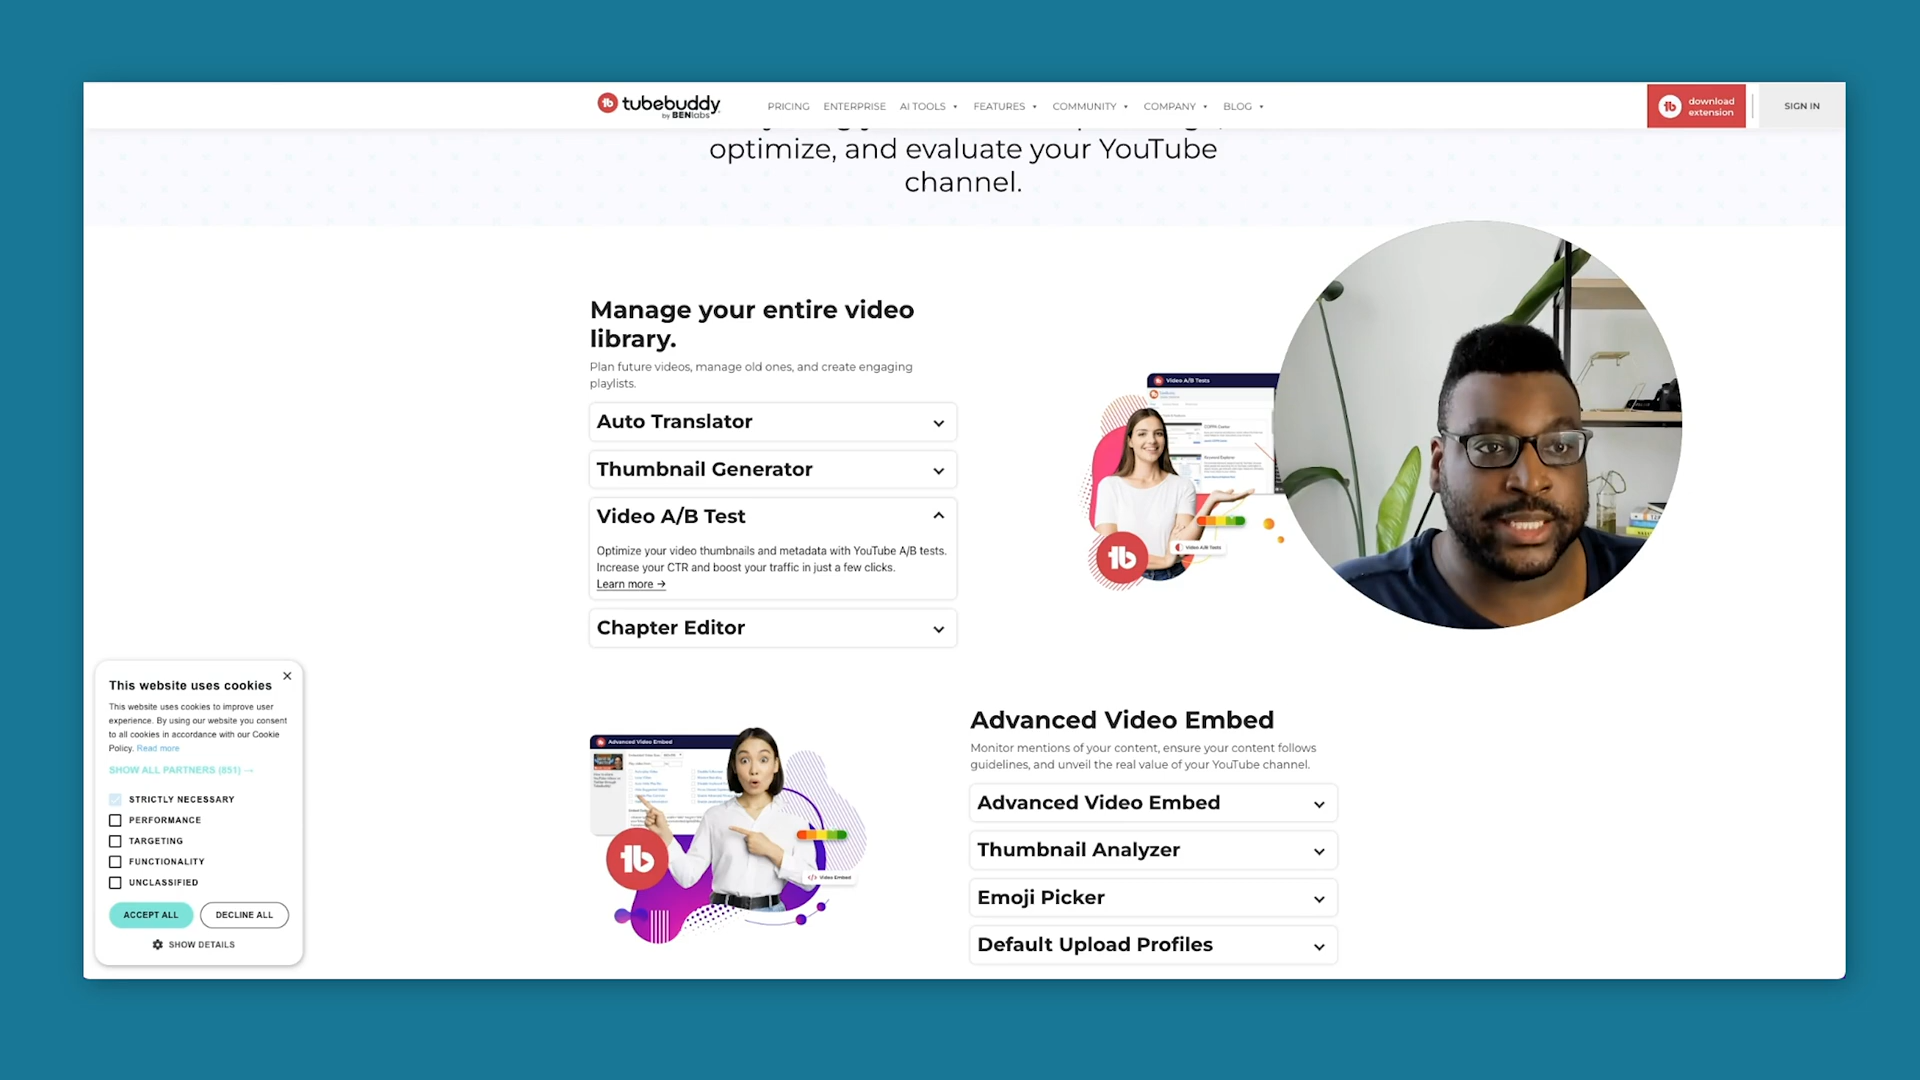 tubebuddy
by BENlabs
PRICING
ENTERPRISE
AI TOOLS
FEATURES
COMMUNITY
COMPANY
BLOG
download
extension
SIGN IN
optimize, and evaluate your YouTube
channel.
Manage your entire video
library.
Plan future videos, manage old ones, and create engaging
playlists.
Auto Translator
Thumbnail Generator
Video A/B Test
Optimize your video thumbnails and metadata with YouTube A/B tests.
Increase your CTR and boost your traffic in just a few clicks.
Learn more →
Chapter Editor
Video A/B Tests
Video A/B Tests
Advanced Video Embed
Video Embed
Advanced Video Embed
Monitor mentions of your content, ensure your content follows
guidelines, and unveil the real value of your YouTube channel.
Advanced Video Embed
Thumbnail Analyzer
Emoji Picker
Default Upload Profiles
This website uses cookies
This website uses cookies to improve user
experience. By using our website you consent
to all cookies in accordance with our Cookie
Policy. Read more
SHOW ALL PARTNERS (851) →
STRICTLY NECESSARY
PERFORMANCE
TARGETING
FUNCTIONALITY
UNCLASSIFIED
ACCEPT ALL
DECLINE ALL
SHOW DETAILS